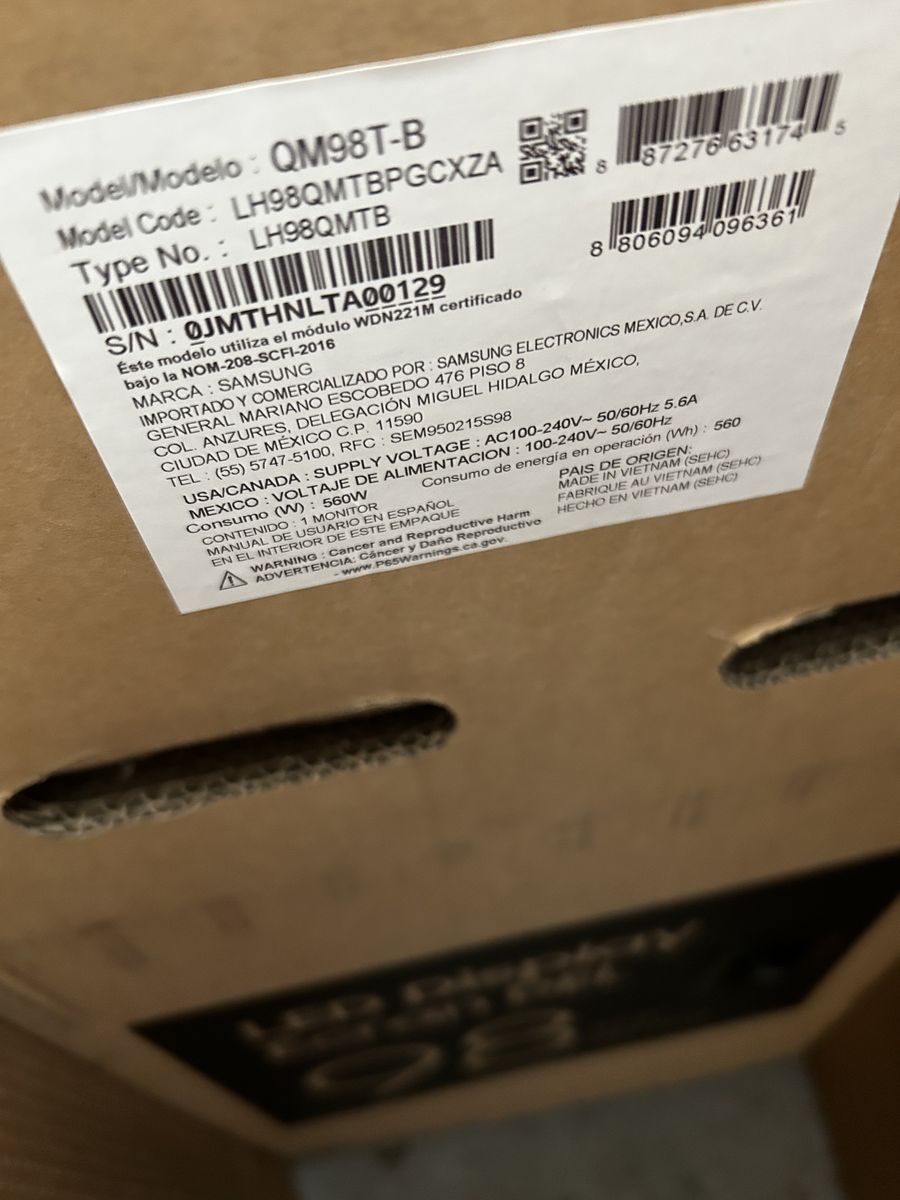 Model/Modelo : QM98T-B
Model Code : LH98QMTBPGCXZA
Type No. : LH98QMTB
8 87276 63174 5
8 806094 096361
S/N : 0JMTHNLTA00129
Éste modelo utiliza el módulo WDN221M certificado
bajo la NOM-208-SCFI-2016
MARCA : SAMSUNG
IMPORTADO Y COMERCIALIZADO POR : SAMSUNG ELECTRONICS MEXICO,S.A. DE C.V.
GENERAL MARIANO ESCOBEDO 476 PISO 8
COL. ANZURES, DELEGACIÓN MIGUEL HIDALGO MÉXICO,
CIUDAD DE MÉXICO C.P. 11590
TEL : (55) 5747-5100, RFC : SEM950215S98
USA/CANADA : SUPPLY VOLTAGE : AC100-240V~ 50/60Hz 5.6A
MEXICO : VOLTAJE DE ALIMENTACION : 100-240V~ 50/60Hz
Consumo (W) : 560W Consumo de energía en operación (Wh) : 560
CONTENIDO : 1 MONITOR
MANUAL DE USUARIO EN ESPAÑOL
EN EL INTERIOR DE ESTE EMPAQUE
PAIS DE ORIGEN:
MADE IN VIETNAM (SEHC)
FABRIQUE AU VIETNAM (SEHC)
HECHO EN VIETNAM (SEHC)
WARNING : Cancer and Reproductive Harm
ADVERTENCIA: Cáncer y Daño Reproductivo
- www.P65Warnings.ca.gov.
LED Display
98